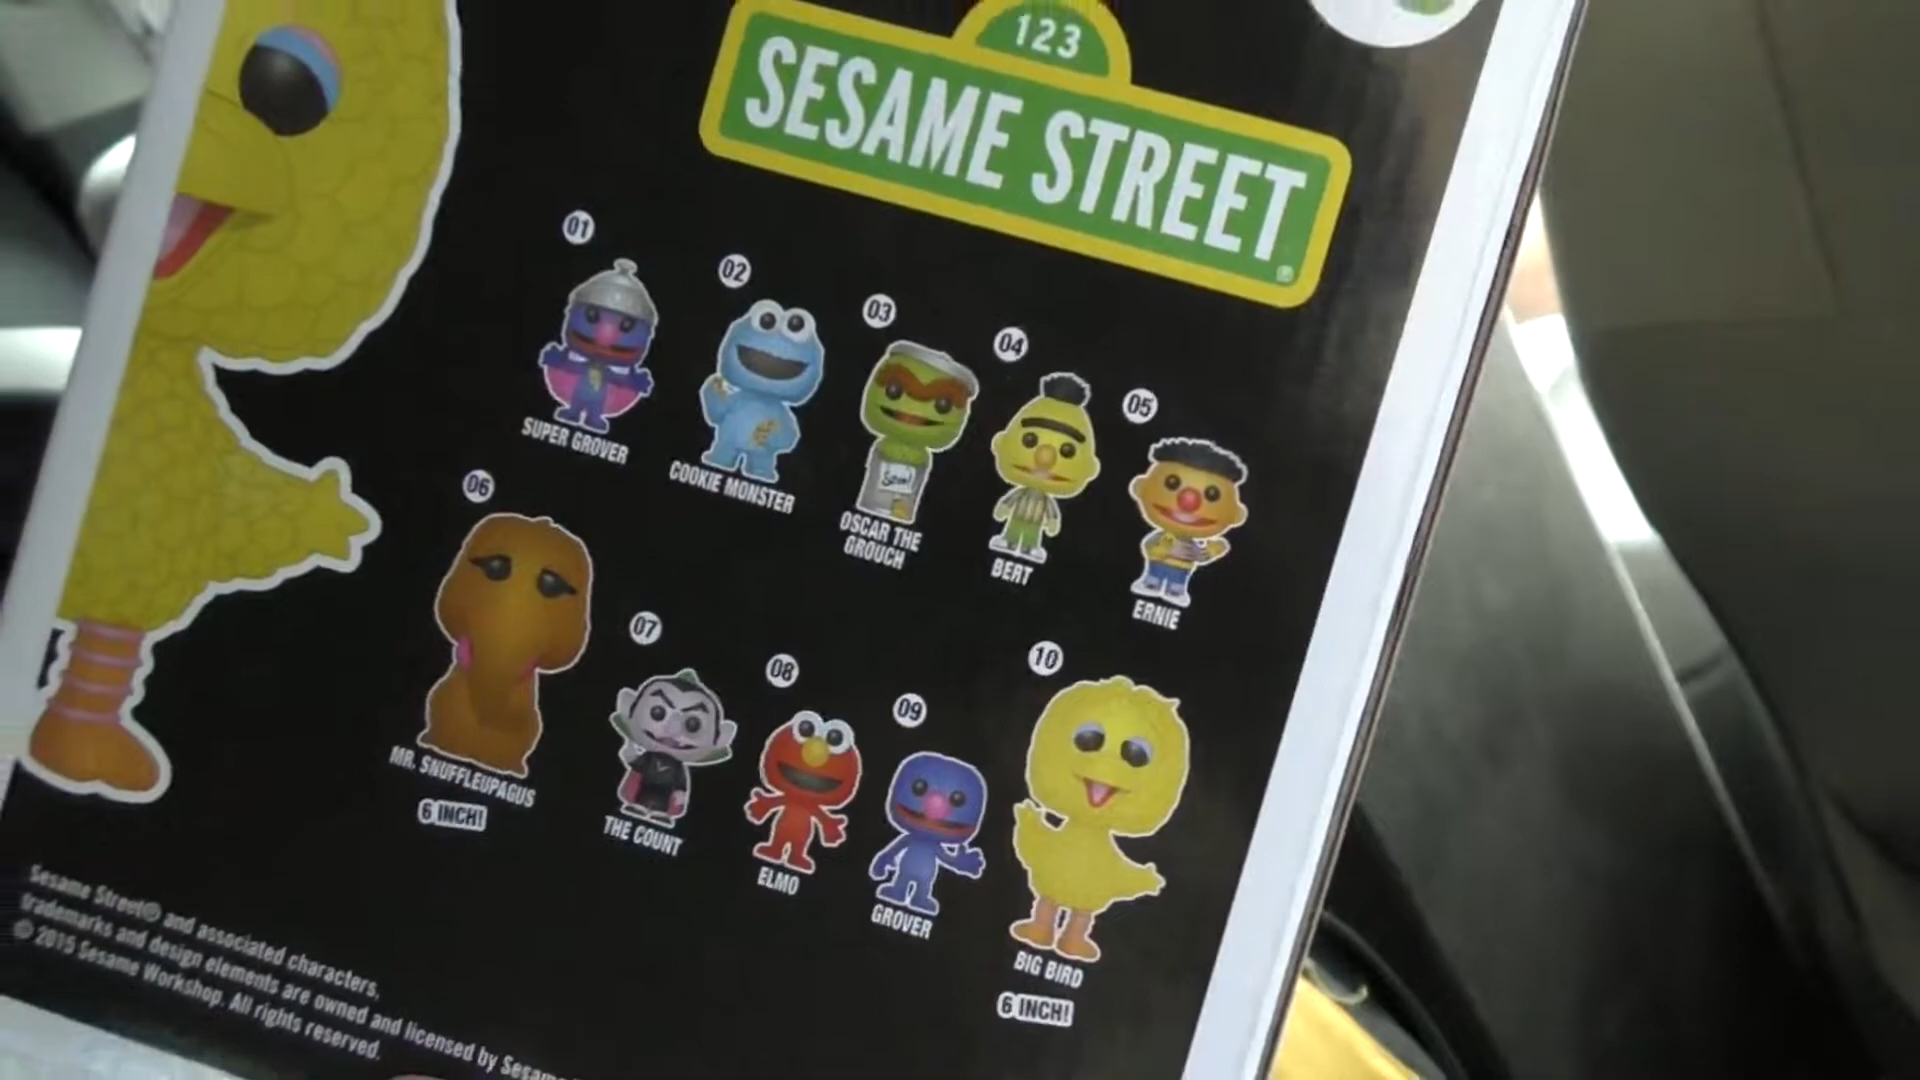 123
SESAME STREET®
01
02
03
04
05
SUPER GROVER
COOKIE MONSTER
OSCAR THE
GROUCH
BERT
ERNIE
06
07
08
09
10
MR. SNUFFLEUPAGUS
6 INCH!
THE COUNT
ELMO
GROVER
BIG BIRD
6 INCH!
Sesame Street® and associated characters,
trademarks and design elements are owned and licensed by
© 2015 Sesame Workshop. All rights reserved.